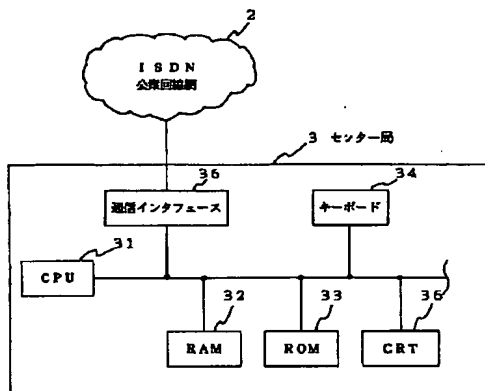 2
ISDN
公衆回線網
3 センター局
36
34
通信インタフェース
キーボード
31
CPU
32
33
36
RAM
ROM
CRT